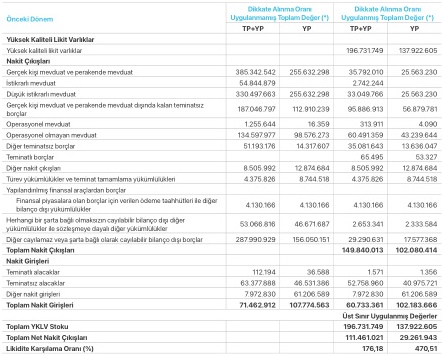 Önceki Dönem
Dikkate Alınma Oranı Uygulanmamış Toplam Değer (*) Dikkate Alınma Oranı Uygulanmış Toplam Değer (*)
TP+YP YP TP+YP YP
Yüksek Kaliteli Likit Varlıklar
Yüksek kaliteli likit varlıklar 196.731.749 137.922.605
Nakit Çıkışları
Gerçek kişi mevduat ve perakende mevduat 385.342.542 255.632.298 35.792.010 25.563.230
İstikrarlı mevduat 54.844.879 2.742.244
Düşük istikrarlı mevduat 330.497.663 255.632.298 33.049.766 25.563.230
Gerçek kişi mevduat ve perakende mevduat dışında kalan teminatsız
borçlar 187.046.797 112.910.239 95.886.913 56.879.781
Operasyonel mevduat 1.255.644 16.359 313.911 4.090
Operasyonel olmayan mevduat 134.597.977 98.576.273 60.491.359 43.239.644
Diğer teminatsız borçlar 51.193.176 14.317.607 35.081.643 13.636.047
Teminatlı borçlar 65.495 53.327
Diğer nakit çıkışları 8.505.992 12.874.684 8.505.992 12.874.684
Türev yükümlülükler ve teminat tamamlama yükümlülükleri 4.375.826 8.744.518 4.375.826 8.744.518
Yapılandırılmış finansal araçlardan borçlar
Finansal piyasalara olan borçlar için verilen ödeme taahhütleri ile diğer
bilanço dışı yükümlülükler 4.130.166 4.130.166 4.130.166 4.130.166
Herhangi bir şarta bağlı olmaksızın cayılabilir bilanço dışı diğer
yükümlülükler ile sözleşmeye dayalı diğer yükümlülükler 53.066.816 46.671.687 2.653.341 2.333.584
Diğer cayılamaz veya şarta bağlı olarak cayılabilir bilanço dışı borçlar 287.990.929 156.050.151 29.290.631 17.577.368
Toplam Nakit Çıkışları 149.840.013 102.080.414
Nakit Girişleri
Teminatlı alacaklar 112.194 36.588 1.571 1.356
Teminatsız alacaklar 63.377.888 46.531.386 52.758.960 40.975.721
Diğer nakit girişleri 7.972.830 61.206.589 7.972.830 61.206.589
Toplam Nakit Girişleri 71.462.912 107.774.563 60.733.361 102.183.666
Üst Sınır Uygulanmış Değerler
Toplam YKLV Stoku 196.731.749 137.922.605
Toplam Net Nakit Çıkışları 111.461.021 29.261.943
Likidite Karşılama Oranı (%) 176,18 470,51